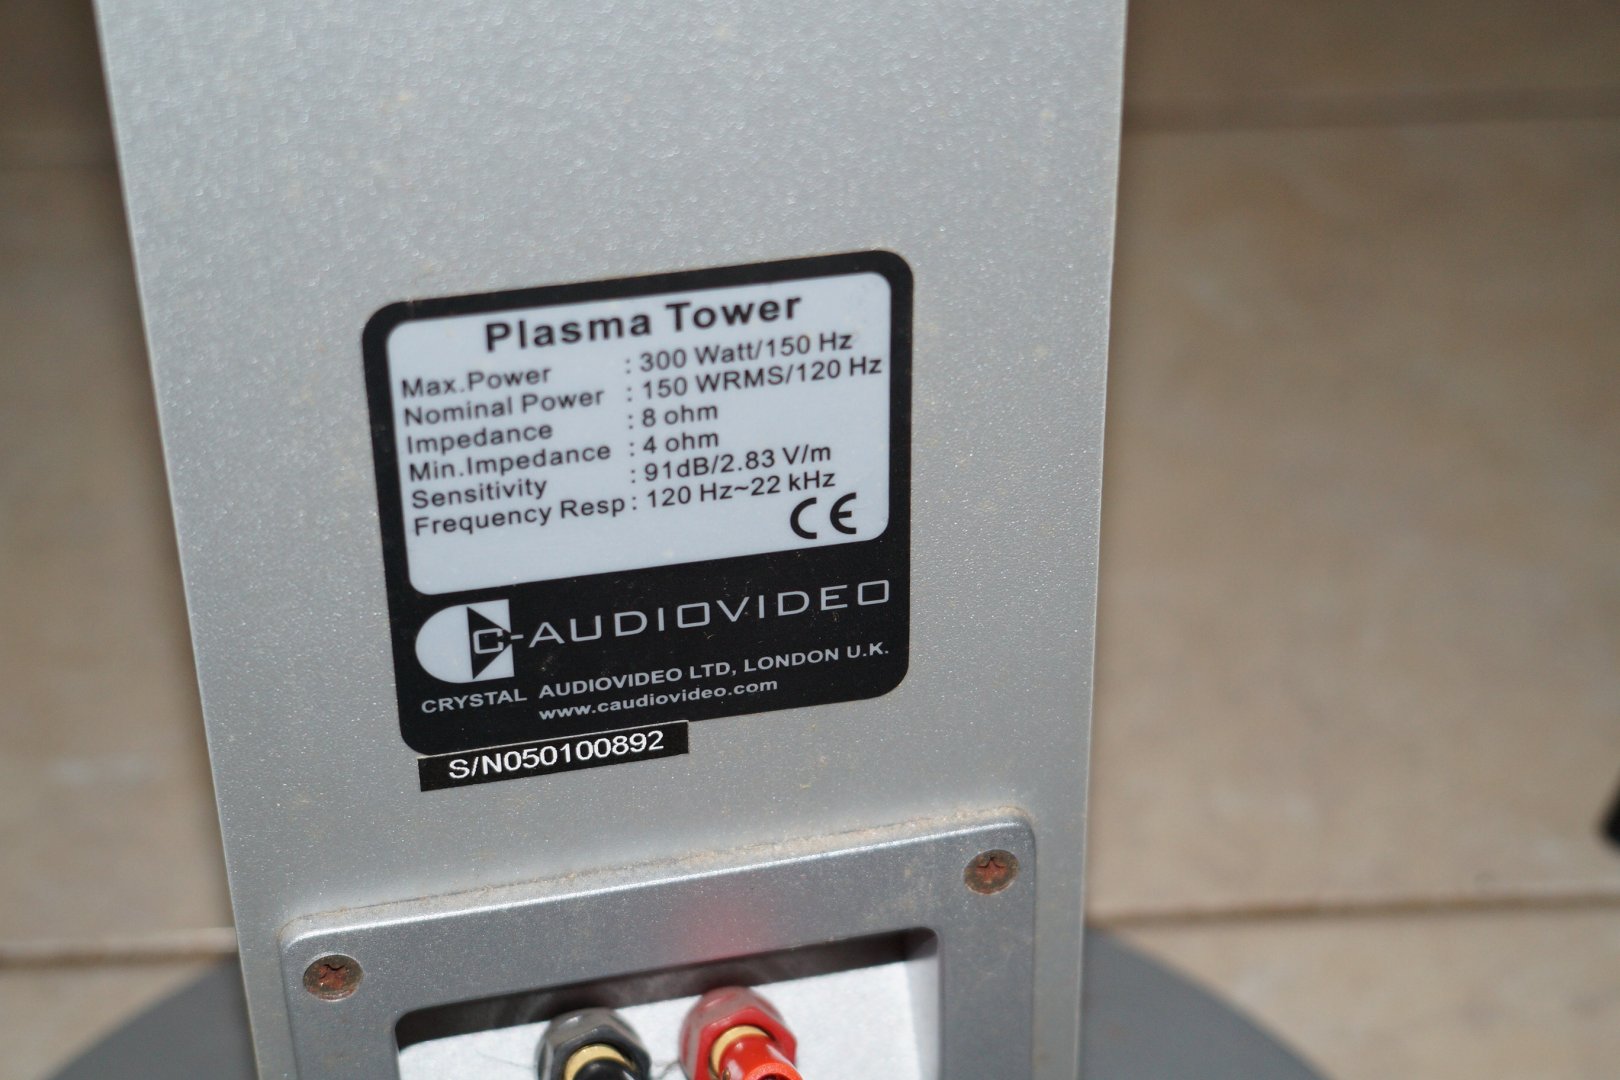 Plasma Tower
Max.Power : 300 Watt/150 Hz
Nominal Power : 150 WRMS/120 Hz
Impedance : 8 ohm
Min.Impedance : 4 ohm
Sensitivity : 91dB/2.83 V/m
Frequency Resp : 120 Hz~22 kHz
CE
C-AUDIOVIDEO
CRYSTAL AUDIOVIDEO LTD, LONDON U.K.
www.caudiovideo.com
S/N050100892